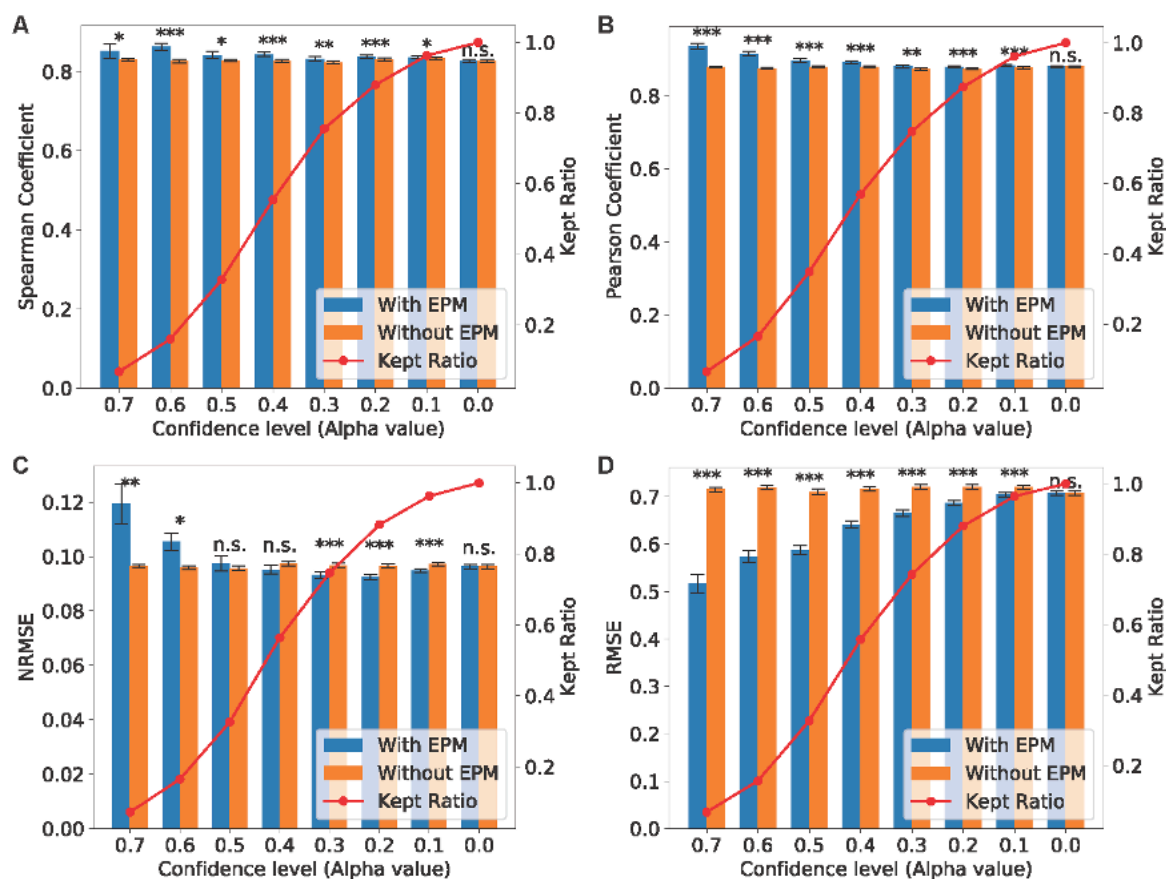 A
* *** * *** ** *** * n.s.
0.8
0.6
0.4
0.2
0.0
Spearman Coefficient
1.0
0.8
0.6
0.4
0.2
Kept Ratio
With EPM
Without EPM
Kept Ratio
0.7 0.6 0.5 0.4 0.3 0.2 0.1 0.0
Confidence level (Alpha value)
B
*** *** *** *** ** *** *** n.s.
0.8
0.6
0.4
0.2
0.0
Pearson Coefficient
1.0
0.8
0.6
0.4
0.2
Kept Ratio
With EPM
Without EPM
Kept Ratio
0.7 0.6 0.5 0.4 0.3 0.2 0.1 0.0
Confidence level (Alpha value)
C
** * n.s. n.s. *** *** *** n.s.
0.12
0.10
0.08
0.06
0.04
0.02
0.00
NRMSE
1.0
0.8
0.6
0.4
0.2
Kept Ratio
With EPM
Without EPM
Kept Ratio
0.7 0.6 0.5 0.4 0.3 0.2 0.1 0.0
Confidence level (Alpha value)
D
*** *** *** *** *** *** *** n.s.
0.7
0.6
0.5
0.4
0.3
0.2
0.1
0.0
RMSE
1.0
0.8
0.6
0.4
0.2
Kept Ratio
With EPM
Without EPM
Kept Ratio
0.7 0.6 0.5 0.4 0.3 0.2 0.1 0.0
Confidence level (Alpha value)